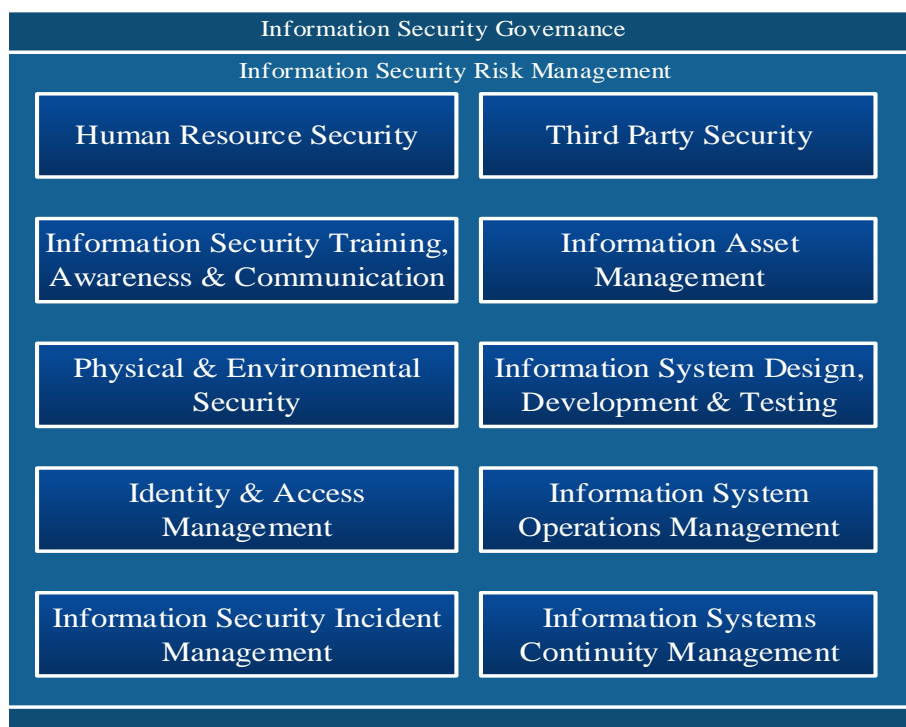 Information Security Governance
Information Security Risk Management
Human Resource Security
Third Party Security
Information Security Training,
Awareness & Communication
Information Asset
Management
Physical & Environmental
Security
Information System Design,
Development & Testing
Identity & Access
Management
Information System
Operations Management
Information Security Incident
Management
Information Systems
Continuity Management